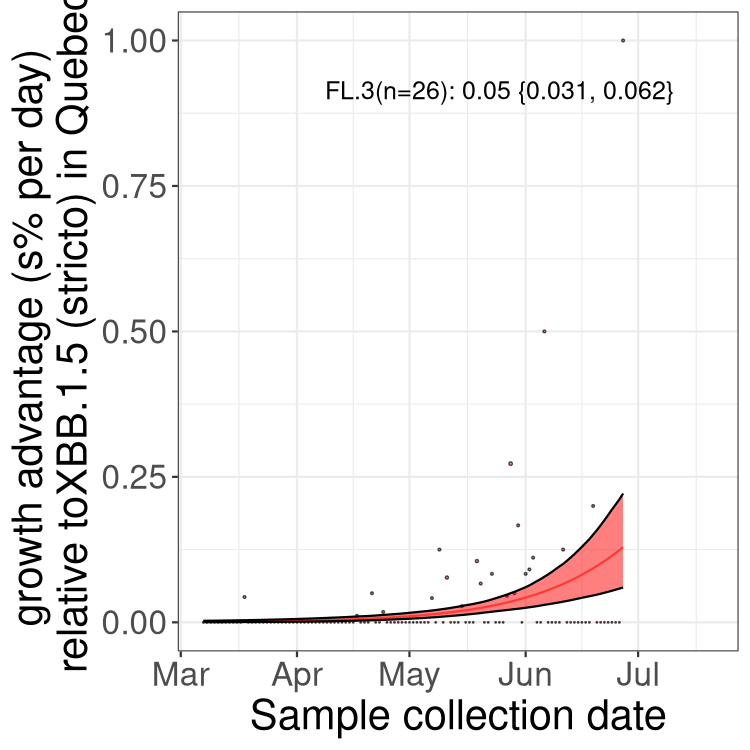 growth advantage (s% per day)
relative toXBB.1.5 (stricto) in Quebec
1.00
FL.3(n=26): 0.05 {0.031, 0.062}
0.75
0.50
0.25
0.00
Mar Apr May Jun Jul
Sample collection date